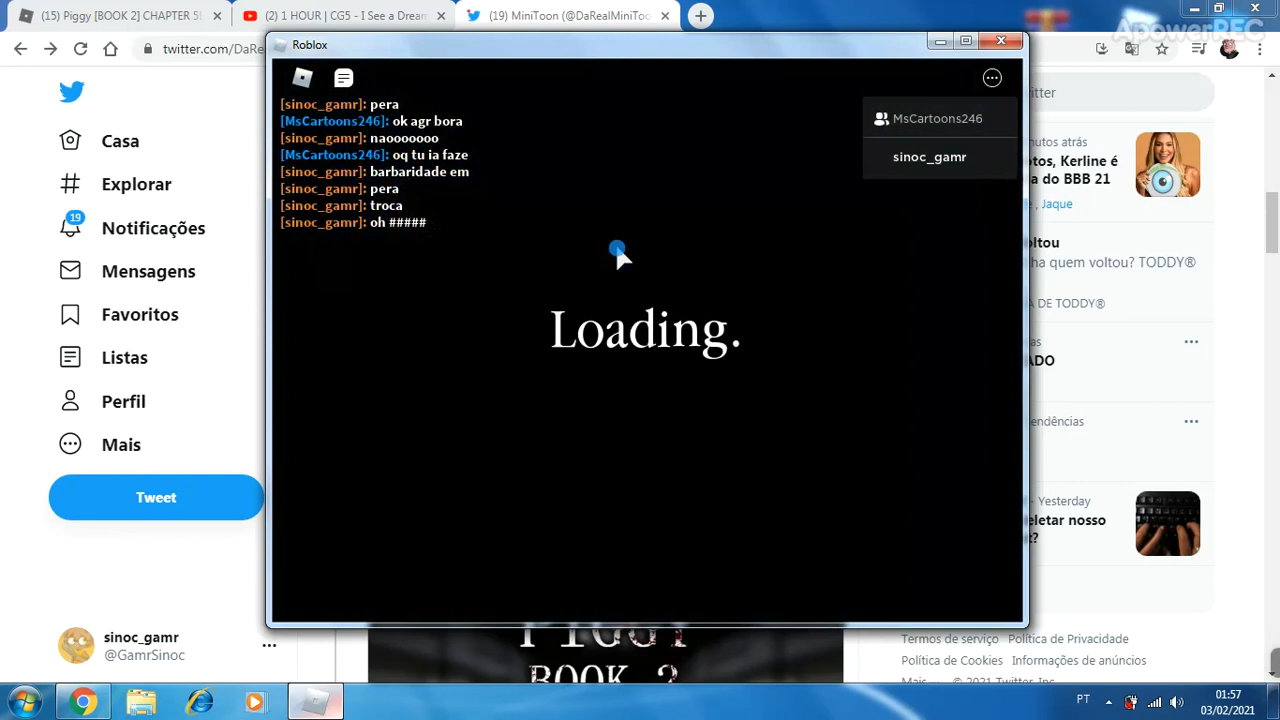 (15) Piggy [BOOK 2] CHAPTER 5!
(2) 1 HOUR | CG5 - I See a Dream
(19) MiniToon (@DaRealMiniToo
ApowerREC
twitter.com/DaRe
Roblox
[sinoc_gamr]: pera
[MsCartoons246]: ok agr bora
[sinoc_gamr]: naooooooo
[MsCartoons246]: oq tu ia faze
[sinoc_gamr]: barbaridade em
[sinoc_gamr]: pera
[sinoc_gamr]: troca
[sinoc_gamr]: oh #####
MsCartoons246
sinoc_gamr
Loading.
Casa
Explorar
19
Notificações
Mensagens
Favoritos
Listas
Perfil
Mais
Tweet
sinoc_gamr
@GamrSinoc
itter
nutos atrás
otos, Kerline é
a do BBB 21
, Jaque
oltou
ha quem voltou? TODDY®
A DE TODDY®
as
ADO
endências
- Yesterday
eletar nosso
t?
Termos de serviço Política de Privacidade
Política de Cookies Informações de anúncios
Mais ... © 2021 Twitter, Inc.
PIGGY
BOOK 2
PT
01:57
03/02/2021